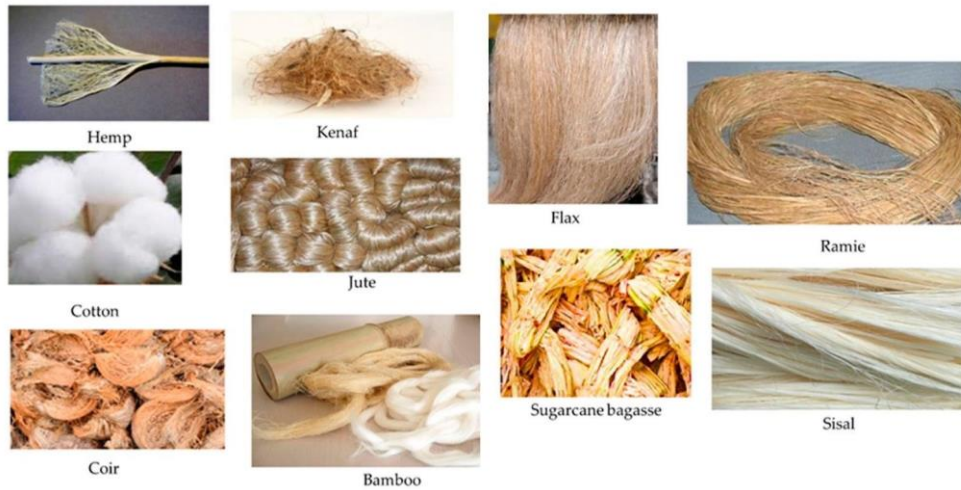 Hemp
Kenaf
Flax
Ramie
Cotton
Jute
Sugarcane bagasse
Sisal
Coir
Bamboo